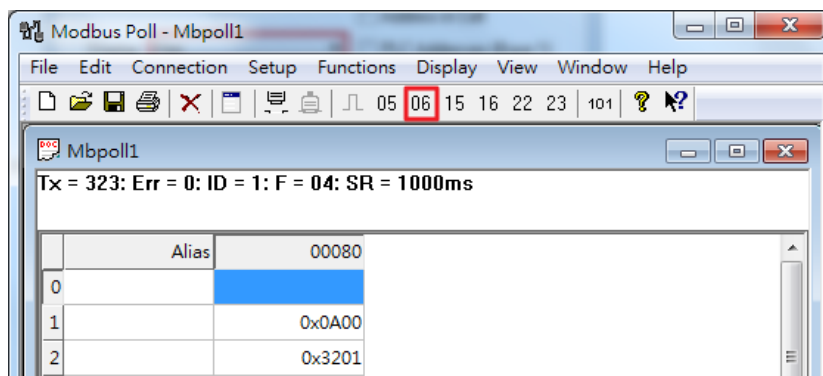 Modbus Poll - Mbpoll1
File Edit Connection Setup Functions Display View Window Help
05 06 15 16 22 23 101 ? ?
Mbpoll1
Tx = 323: Err = 0: ID = 1: F = 04: SR = 1000ms
Alias 00080
0
1 0x0A00
2 0x3201